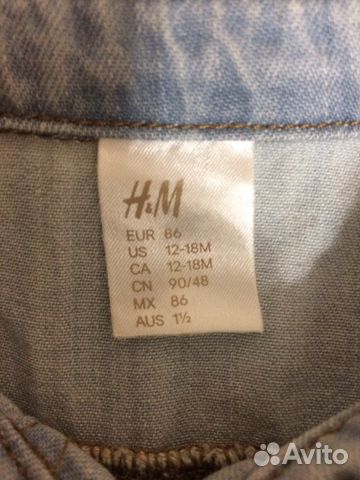 H&M
EUR 86
US 12-18M
CA 12-18M
CN 90/48
MX 86
AUS 1½
Avito